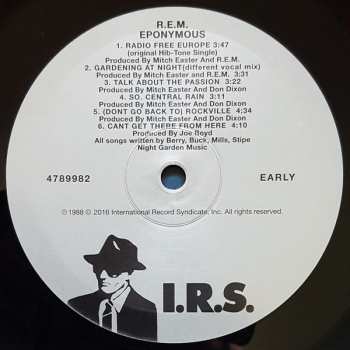 R.E.M.
EPONYMOUS
1. RADIO FREE EUROPE 3:47
(original Hib-Tone Single)
Produced By Mitch Easter And R.E.M.
2. GARDENING AT NIGHT(different vocal mix)
Produced By Mitch Easter and R.E.M. 3:31
3. TALK ABOUT THE PASSION 3:22
Produced By Mitch Easter And Don Dixon
4. SO. CENTRAL RAIN 3:11
Produced By Mitch Easter And Don Dixon
5. (DONT GO BACK TO) ROCKVILLE 4:34
Produced By Mitch Easter And Don Dixon
6. CANT GET THERE FROM HERE 4:10
Produced By Joe Boyd
All songs written by Berry, Buck, Mills, Stipe
Night Garden Music
4789982 EARLY
℗ 1988 © 2016 International Record Syndicate, Inc. All rights reserved.
I.R.S.